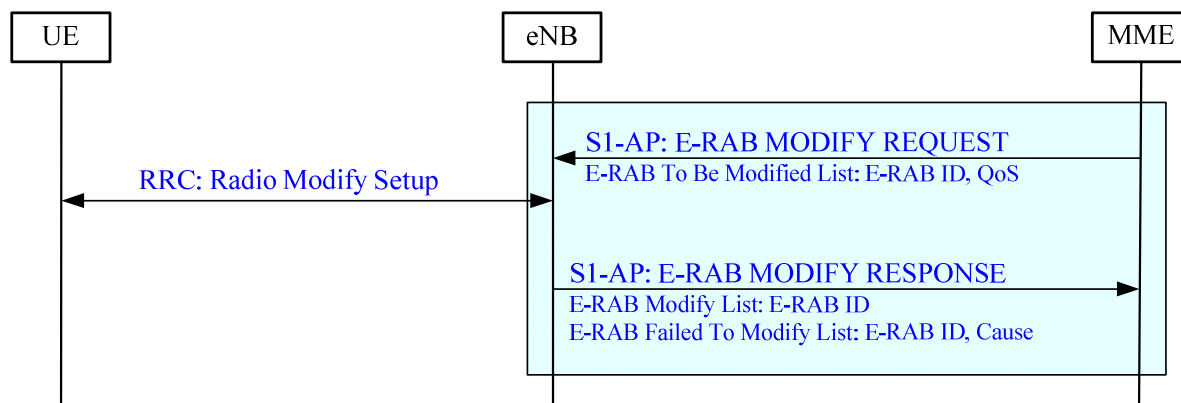 UE
eNB
MME
S1-AP: E-RAB MODIFY REQUEST
E-RAB To Be Modified List: E-RAB ID, QoS
RRC: Radio Modify Setup
S1-AP: E-RAB MODIFY RESPONSE
E-RAB Modify List: E-RAB ID
E-RAB Failed To Modify List: E-RAB ID, Cause